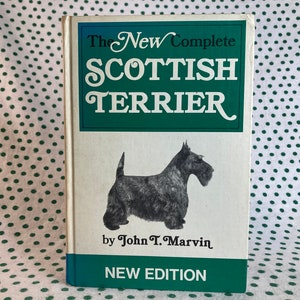 The New Complete
SCOTTISH
TERRIER
by John T. Marvin
NEW EDITION